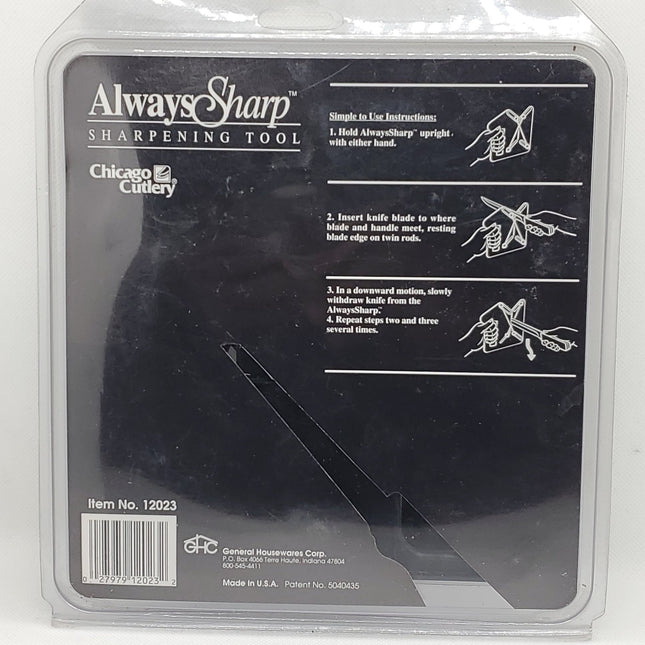 AlwaysSharp™
SHARPENING TOOL
Chicago
Cutlery®
Simple to Use Instructions:
1. Hold AlwaysSharp™ upright
with either hand.
2. Insert knife blade to where
blade and handle meet, resting
blade edge on twin rods.
3. In a downward motion, slowly
withdraw knife from the
AlwaysSharp™.
4. Repeat steps two and three
several times.
Item No. 12023
0 27979 12023 2
GHC
General Housewares Corp.
P.O. Box 4066 Terre Haute, Indiana 47804
800-545-4411
Made in U.S.A. Patent No. 5040435